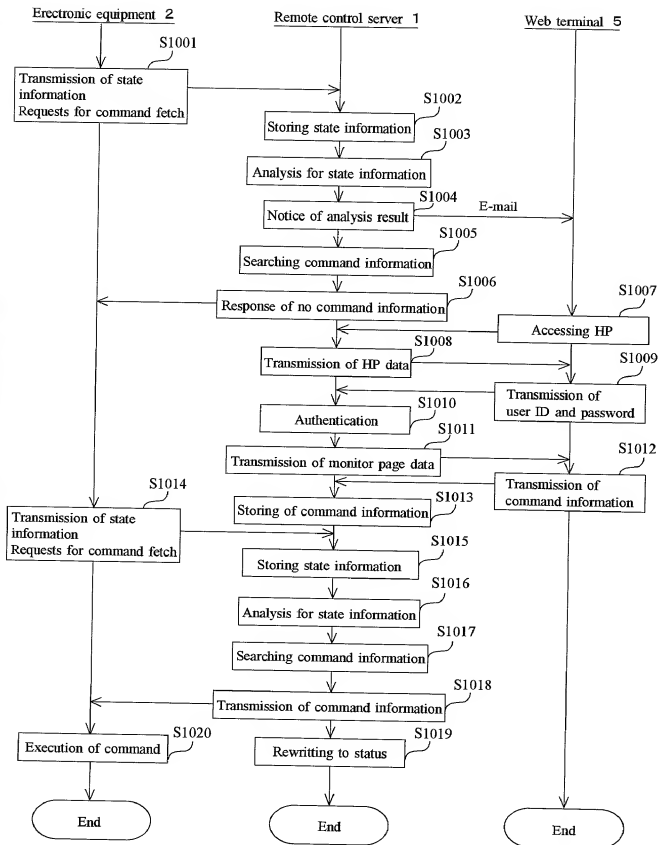 Erectronic equipment 2
Remote control server 1
Web terminal 5
S1001
Transmission of state
information
Requests for command fetch
S1002
Storing state information
S1003
Analysis for state information
S1004
Notice of analysis result
E-mail
S1005
Searching command information
S1006
Response of no command information
S1007
Accessing HP
S1008
Transmission of HP data
S1009
Transmission of
user ID and password
S1010
Authentication
S1011
Transmission of monitor page data
S1012
Transmission of
command information
S1013
Storing of command information
S1014
Transmission of state
information
Requests for command fetch
S1015
Storing state information
S1016
Analysis for state information
S1017
Searching command information
S1018
Transmission of command information
S1019
Rewritting to status
S1020
Execution of command
End
End
End